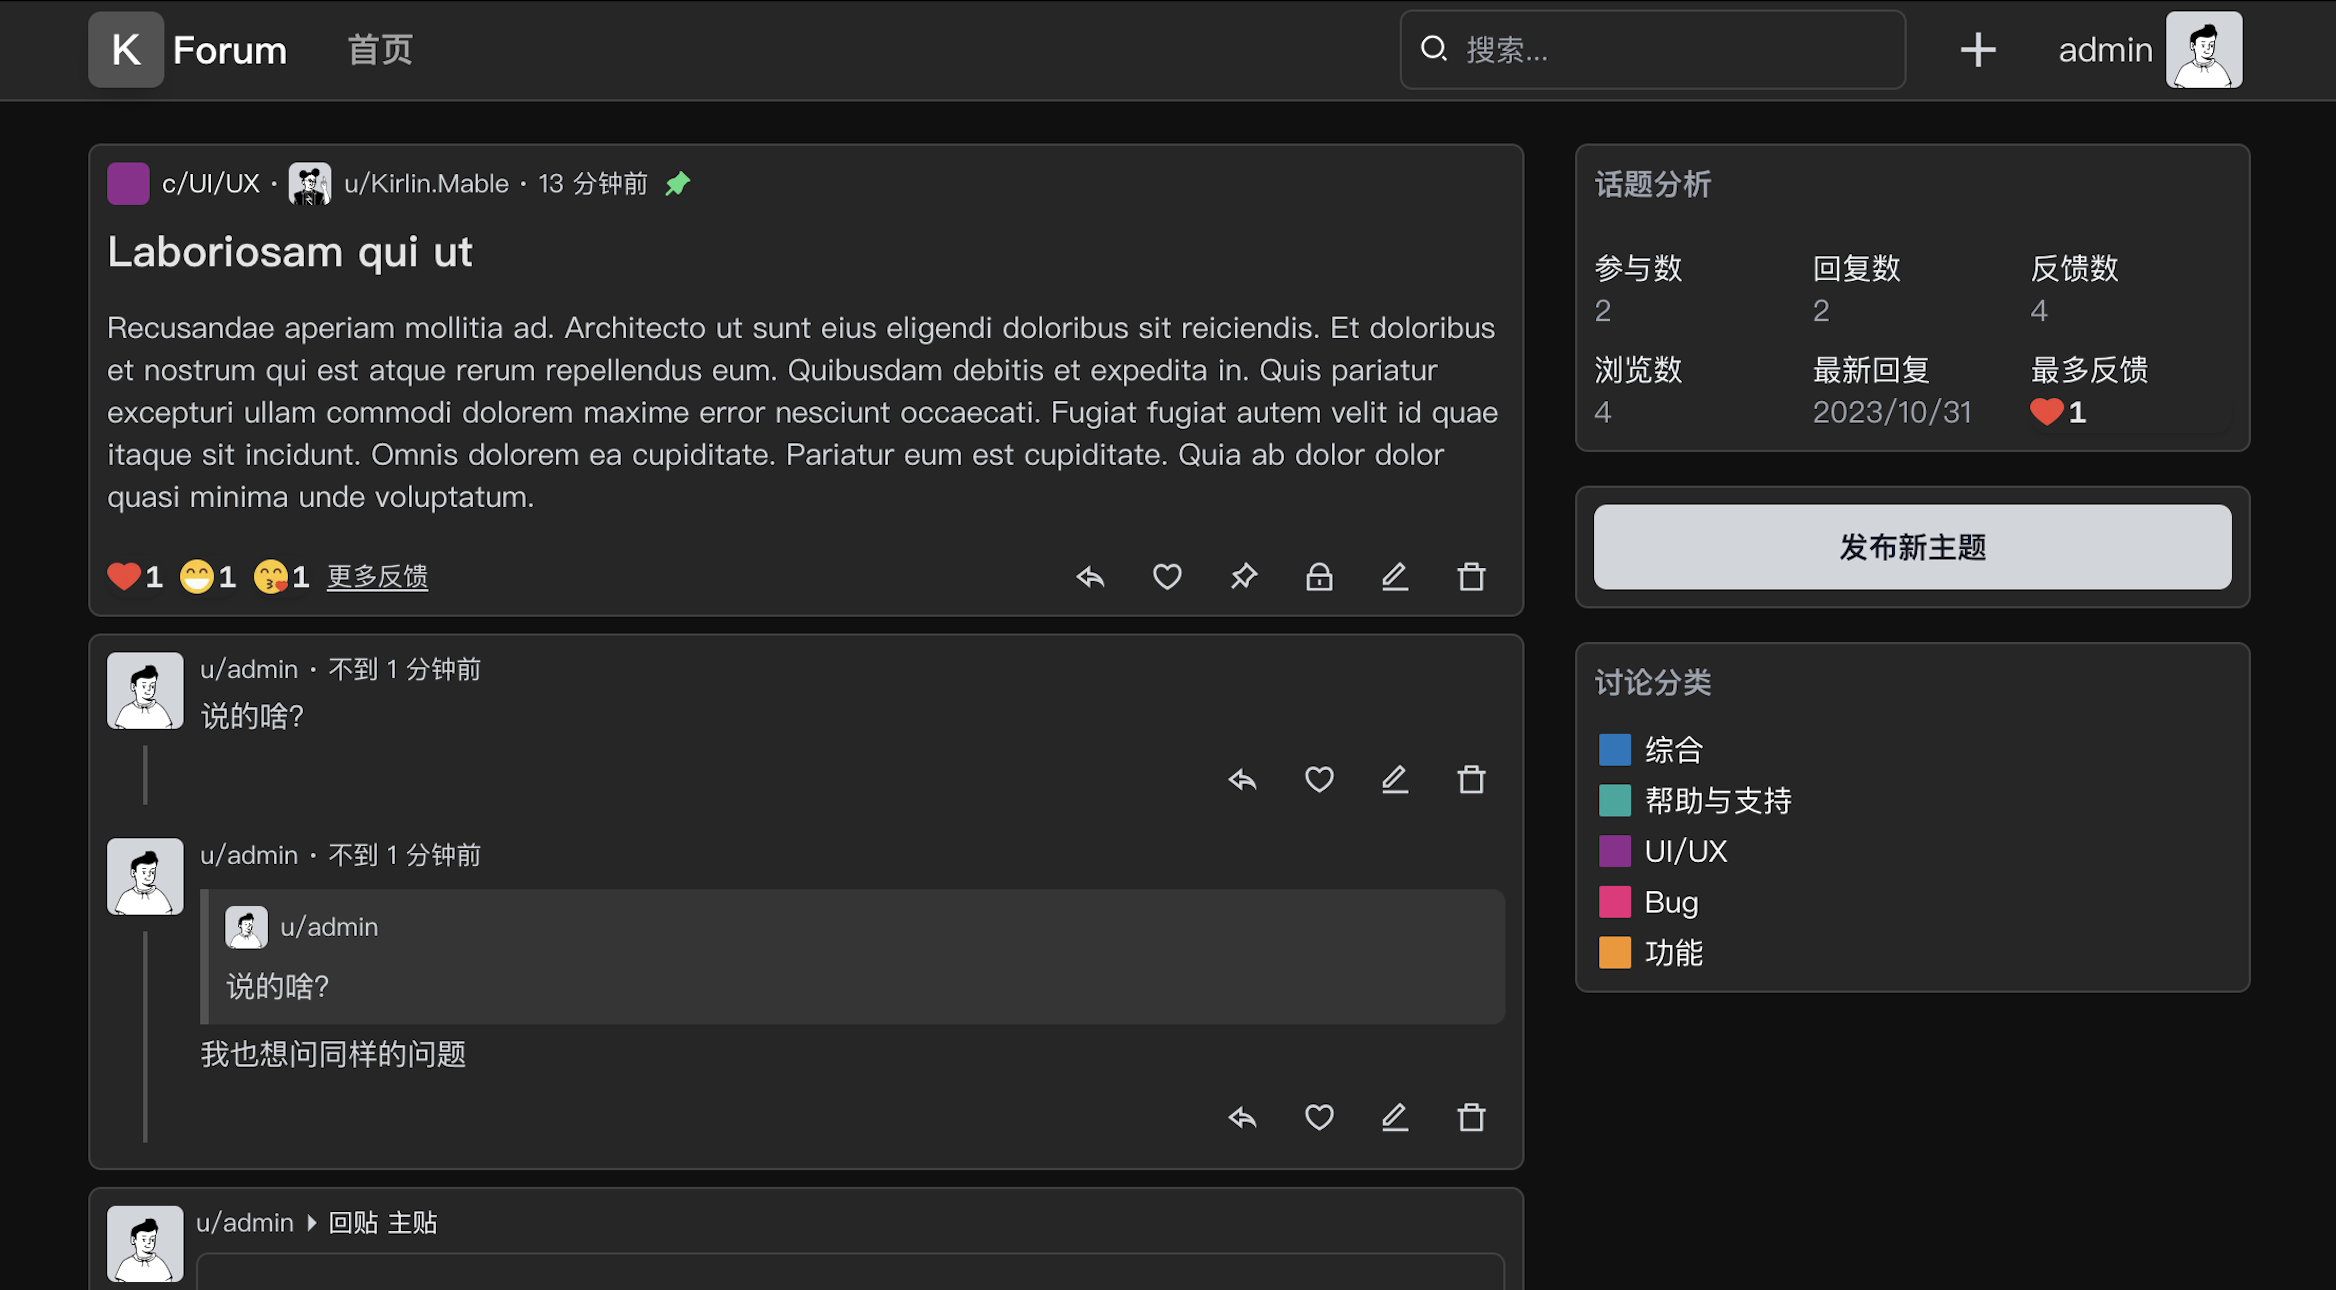 K Forum 首页 搜索... admin
c/UI/UX · u/Kirlin.Mable · 13 分钟前
Laboriosam qui ut
Recusandae aperiam mollitia ad. Architecto ut sunt eius eligendi doloribus sit reiciendis. Et doloribus
et nostrum qui est atque rerum repellendus eum. Quibusdam debitis et expedita in. Quis pariatur
excepturi ullam commodi dolorem maxime error nesciunt occaecati. Fugiat fugiat autem velit id quae
itaque sit incidunt. Omnis dolorem ea cupiditate. Pariatur eum est cupiditate. Quia ab dolor dolor
quasi minima unde voluptatum.
❤️1 😁1 😘1 更多反馈
u/admin · 不到 1 分钟前
说的啥?
u/admin · 不到 1 分钟前
u/admin
说的啥?
我也想问同样的问题
u/admin 回贴 主贴
话题分析
参与数 回复数 反馈数
2 2 4
浏览数 最新回复 最多反馈
4 2023/10/31 ❤️1
发布新主题
讨论分类
综合
帮助与支持
UI/UX
Bug
功能